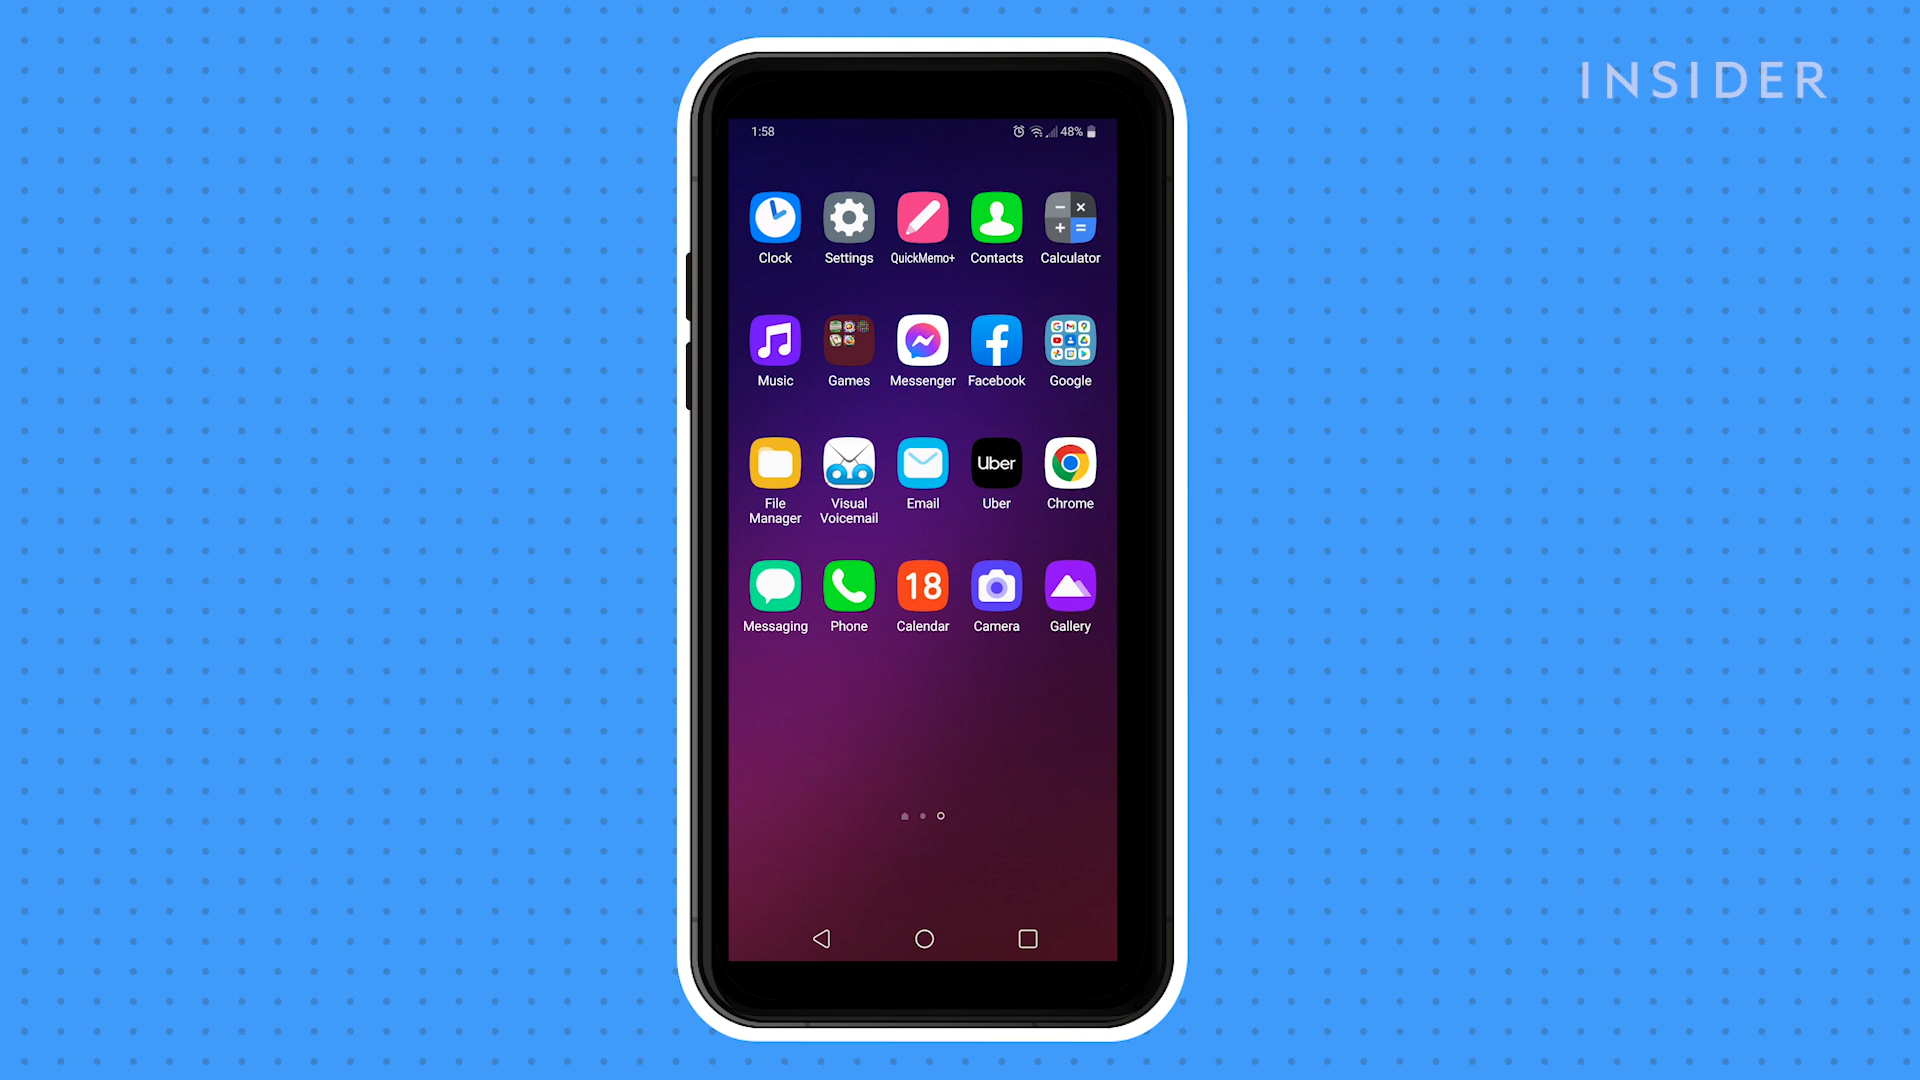 INSIDER
1:58
48%
Clock
Settings
QuickMemo+
Contacts
Calculator
Music
Games
Messenger
Facebook
Google
Uber
File
Manager
Visual
Voicemail
Email
Uber
Chrome
18
Messaging
Phone
Calendar
Camera
Gallery